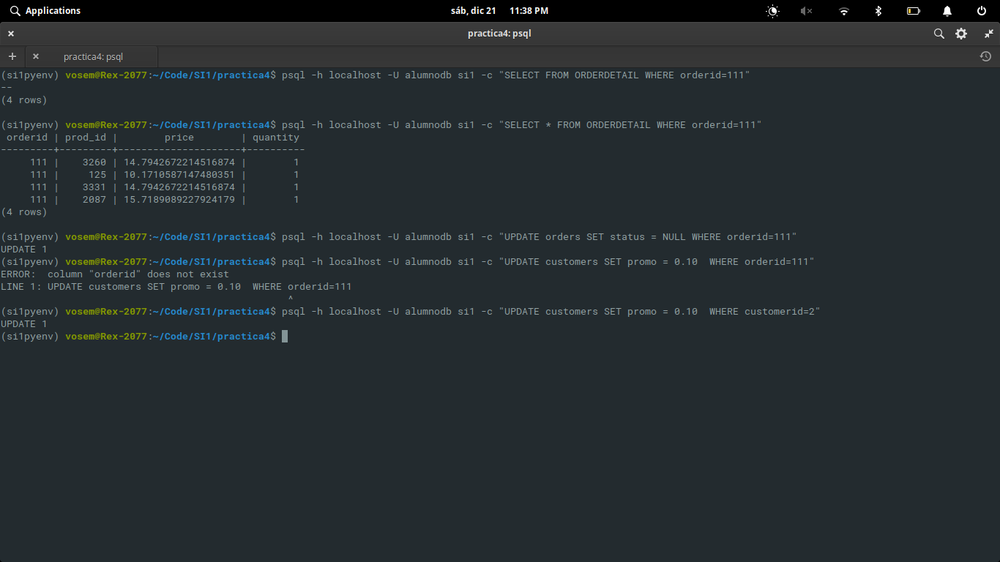 Applications
sáb, dic 21 11:38 PM
practica4: psql
practica4: psql
(si1pyenv) vosem@Rex-2077:~/Code/SI1/practica4$ psql -h localhost -U alumnodb si1 -c "SELECT FROM ORDERDETAIL WHERE orderid=111"
--
(4 rows)
(si1pyenv) vosem@Rex-2077:~/Code/SI1/practica4$ psql -h localhost -U alumnodb si1 -c "SELECT * FROM ORDERDETAIL WHERE orderid=111"
 orderid | prod_id |        price        | quantity
---------+---------+---------------------+----------
     111 |    3260 | 14.7942672214516874 |        1
     111 |     125 | 10.1710587147480351 |        1
     111 |    3331 | 14.7942672214516874 |        1
     111 |    2087 | 15.7189089227924179 |        1
(4 rows)
(si1pyenv) vosem@Rex-2077:~/Code/SI1/practica4$ psql -h localhost -U alumnodb si1 -c "UPDATE orders SET status = NULL WHERE orderid=111"
UPDATE 1
(si1pyenv) vosem@Rex-2077:~/Code/SI1/practica4$ psql -h localhost -U alumnodb si1 -c "UPDATE customers SET promo = 0.10  WHERE orderid=111"
ERROR:  column "orderid" does not exist
LINE 1: UPDATE customers SET promo = 0.10  WHERE orderid=111
                                                 ^
(si1pyenv) vosem@Rex-2077:~/Code/SI1/practica4$ psql -h localhost -U alumnodb si1 -c "UPDATE customers SET promo = 0.10  WHERE customerid=2"
UPDATE 1
(si1pyenv) vosem@Rex-2077:~/Code/SI1/practica4$